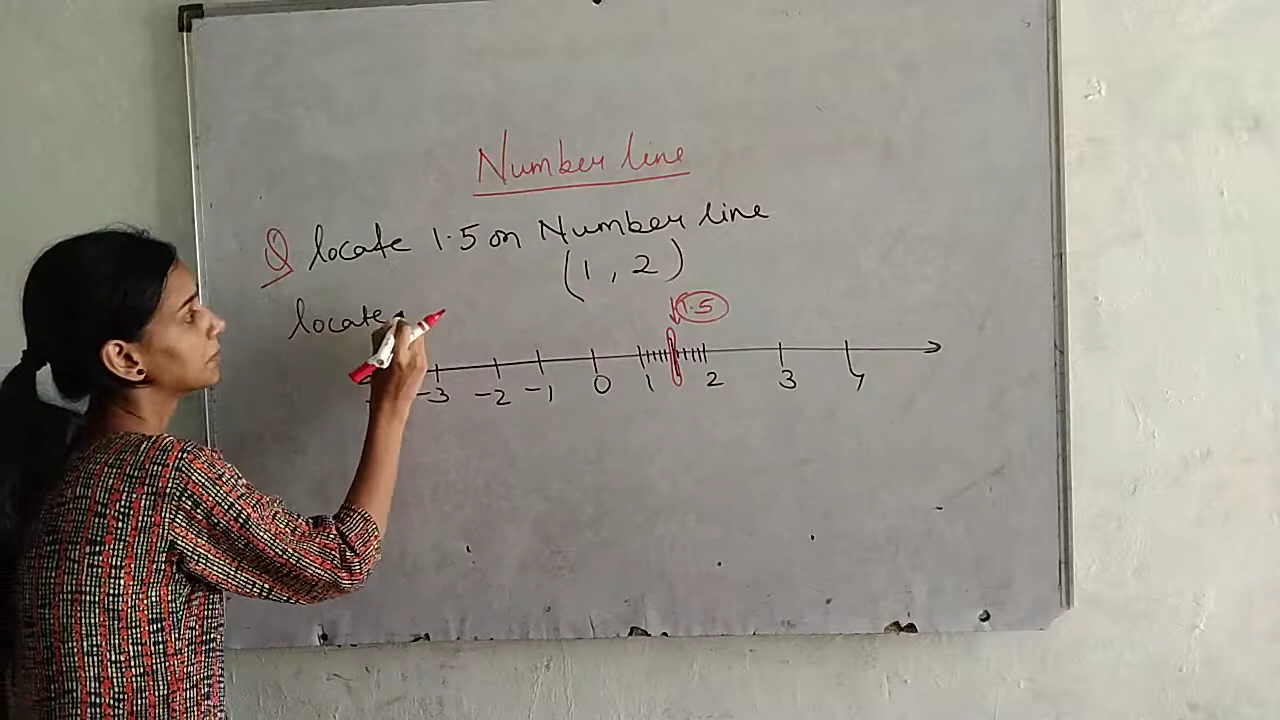 Number line
Q locate 1.5 on Number line
(1, 2)
locate
1.5
-3 -2 -1 0 1 2 3